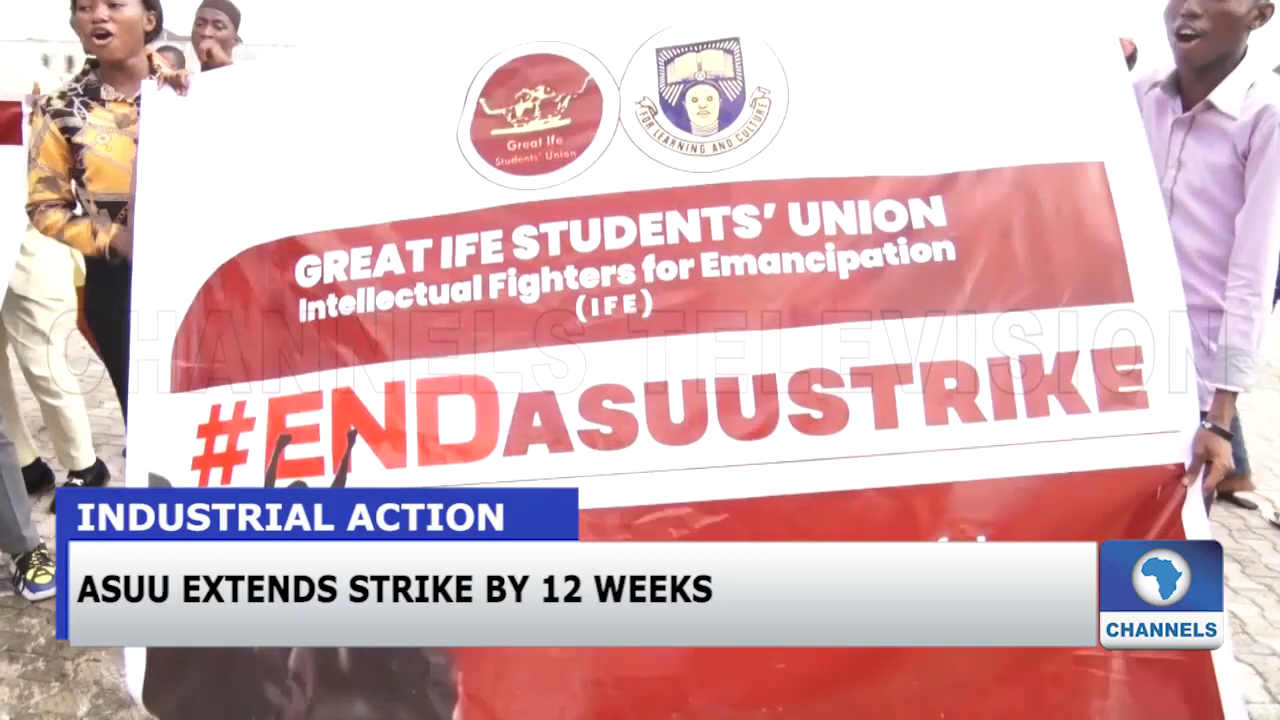 Great Ife
Students' Union
FOR LEARNING AND CULTURE
GREAT IFE STUDENTS' UNION
Intellectual Fighters for Emancipation
(IFE)
CHANNELS TELEVISION
#ENDASUUSTRIKE
INDUSTRIAL ACTION
ASUU EXTENDS STRIKE BY 12 WEEKS
CHANNELS